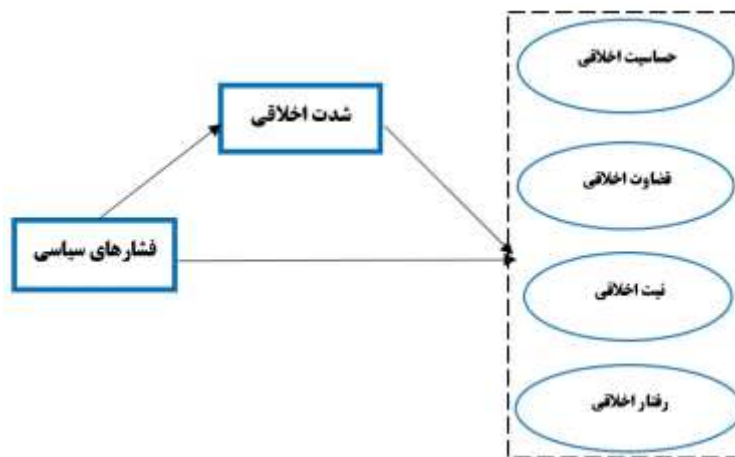 حساسیت اخلاقی
شدت اخلاقی
قضاوت اخلاقی
فشارهای سیاسی
نیت اخلاقی
رفتار اخلاقی